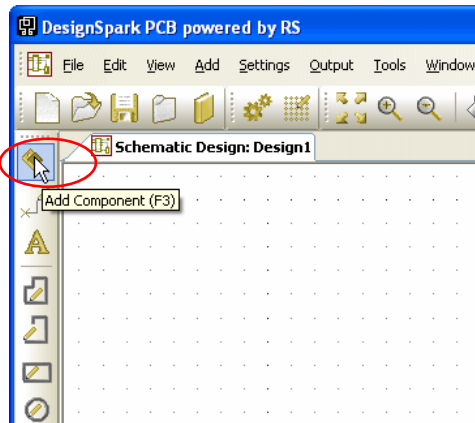 DesignSpark PCB powered by RS
File Edit View Add Settings Output Tools Window
Schematic Design: Design1
Add Component (F3)
A